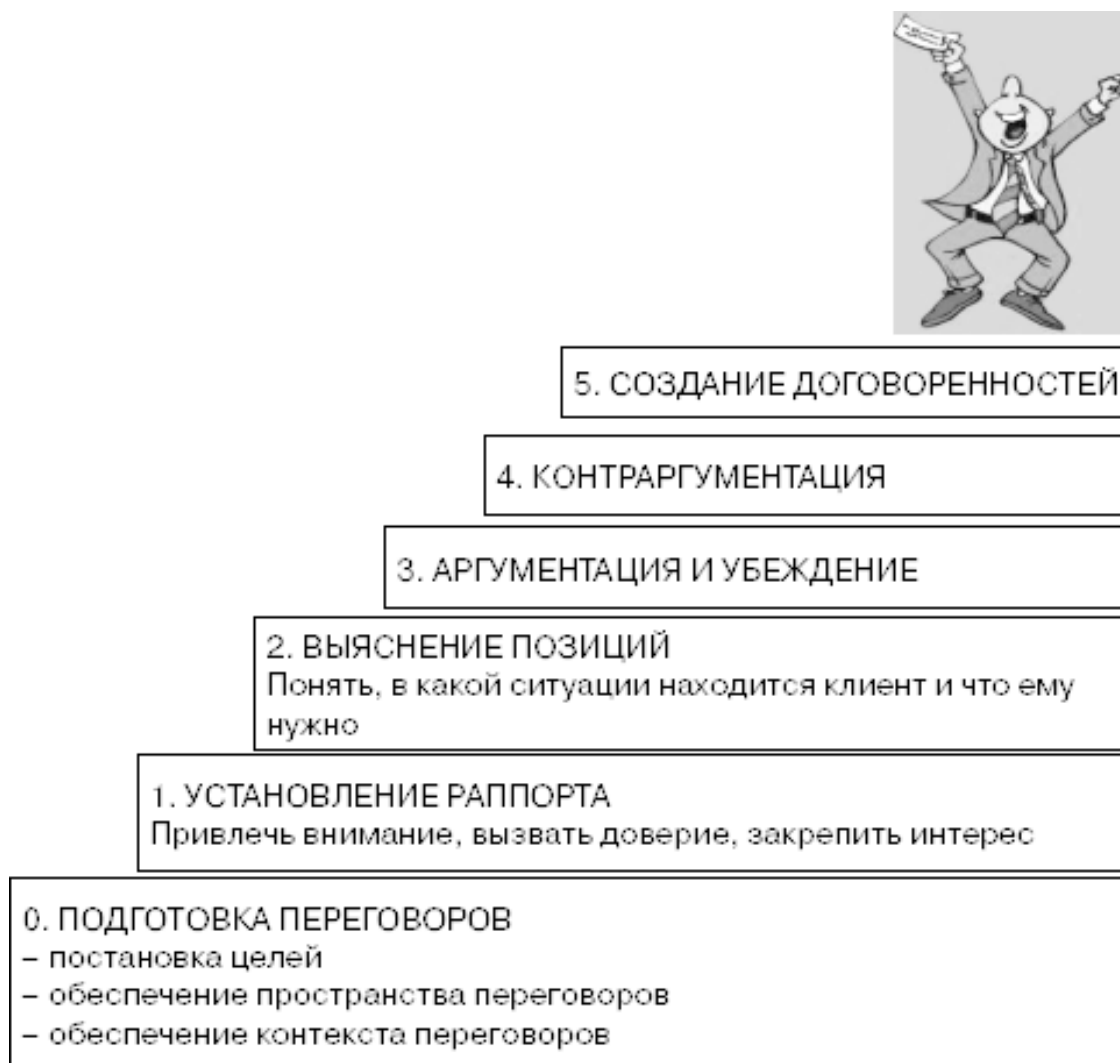 5. СОЗДАНИЕ ДОГОВОРЕННОСТЕЙ
4. КОНТРАРГУМЕНТАЦИЯ
3. АРГУМЕНТАЦИЯ И УБЕЖДЕНИЕ
2. ВЫЯСНЕНИЕ ПОЗИЦИЙ
Понять, в какой ситуации находится клиент и что ему
нужно
1. УСТАНОВЛЕНИЕ РАППОРТА
Привлечь внимание, вызвать доверие, закрепить интерес
0. ПОДГОТОВКА ПЕРЕГОВОРОВ
– постановка целей
– обеспечение пространства переговоров
– обеспечение контекста переговоров